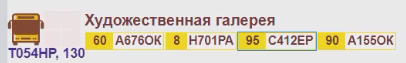 Художественная галерея
60 А676ОК 8 Н701РА 95 С412ЕР 90 А155ОК
Т054НР, 130